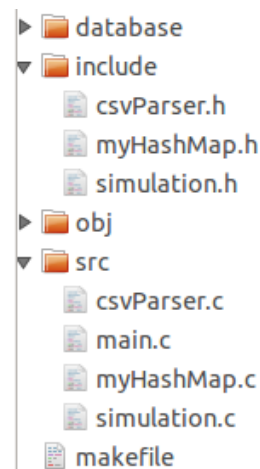 database
include
csvParser.h
myHashMap.h
simulation.h
obj
src
csvParser.c
main.c
myHashMap.c
simulation.c
makefile